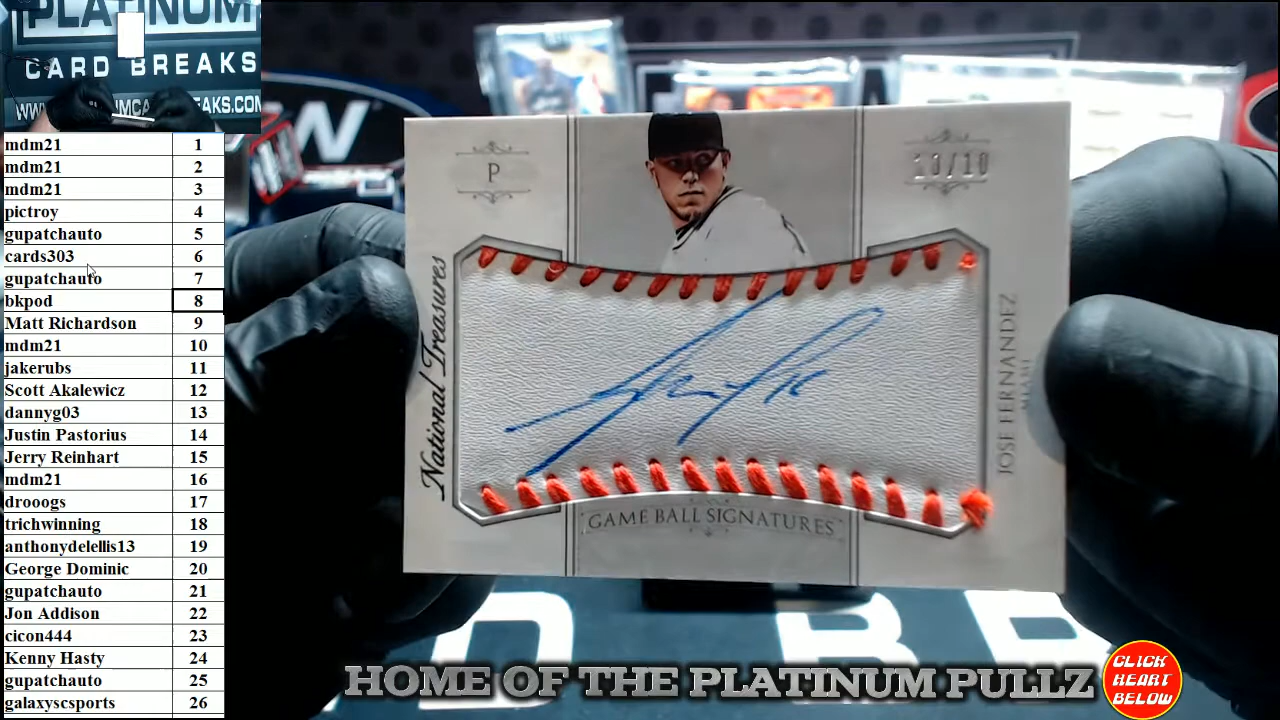 PLATINUM
CARD BREAKS
mdm21 1
mdm21 2
mdm21 3
pictroy 4
gupatchauto 5
cards303 6
gupatchauto 7
bkpod 8
Matt Richardson 9
mdm21 10
jakerubs 11
Scott Akalewicz 12
dannyg03 13
Justin Pastorius 14
Jerry Reinhart 15
mdm21 16
drooogs 17
trichwinning 18
anthonydelellis13 19
George Dominic 20
gupatchauto 21
Jon Addison 22
cicon444 23
Kenny Hasty 24
gupatchauto 25
galaxyscsports 26
P
National Treasures
JOSE FERNANDEZ
MIAMI
GAME BALL SIGNATURES
HOME OF THE PLATINUM PULLZ
CLICK
HEART
BELOW